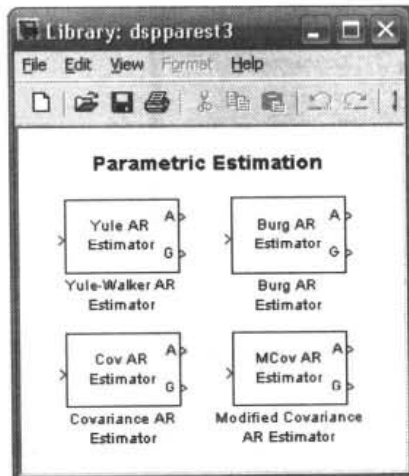 Library: dspparest3
File Edit View Format Help
Parametric Estimation
Yule AR
Estimator
A
G
Yule-Walker AR
Estimator
Burg AR
Estimator
A
G
Burg AR
Estimator
Cov AR
Estimator
A
G
Covariance AR
Estimator
MCov AR
Estimator
A
G
Modified Covariance
AR Estimator